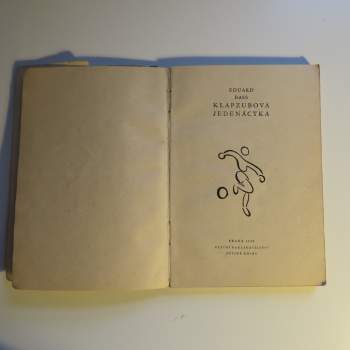 EDUARD
BASS
KLAPZUBOVA
JEDENÁCTKA
PRAHA
STÁTNÍ NAKLADATELSTVÍ
DĚTSKÉ KNIHY